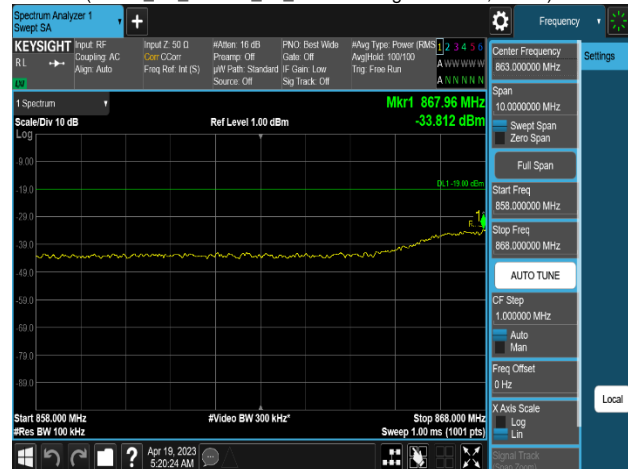 Spectrum Analyzer 1
Swept SA
Frequency
KEYSIGHT
RL
Input: RF
Coupling: AC
Align: Auto
Input Z: 50 Ω
Corr CCorr
Freq Ref: Int (S)
#Atten: 16 dB
Preamp: Off
µW Path: Standard
Source: Off
PNO: Best Wide
Gate: Off
IF Gain: Low
Sig Track: Off
#Avg Type: Power (RMS)
Avg|Hold: 100/100
Trig: Free Run
1 2 3 4 5 6
A W W W W W
A N N N N N
1 Spectrum
Scale/Div 10 dB
Log
Ref Level 1.00 dBm
Mkr1 867.96 MHz
-33.812 dBm
-9.00
-19.0
-29.0
-39.0
-49.0
-59.0
-69.0
-79.0
-89.0
DL1 -19.00 dBm
1
Start 858.000 MHz
#Res BW 100 kHz
#Video BW 300 kHz*
Stop 868.000 MHz
Sweep 1.00 ms (1001 pts)
Apr 19, 2023
5:20:24 AM
Center Frequency
863.000000 MHz
Settings
Span
10.0000000 MHz
Swept Span
Zero Span
Full Span
Start Freq
858.000000 MHz
Stop Freq
868.000000 MHz
AUTO TUNE
CF Step
1.000000 MHz
Auto
Man
Freq Offset
0 Hz
X Axis Scale
Log
Lin
Local
Signal Track
(Span Zoom)